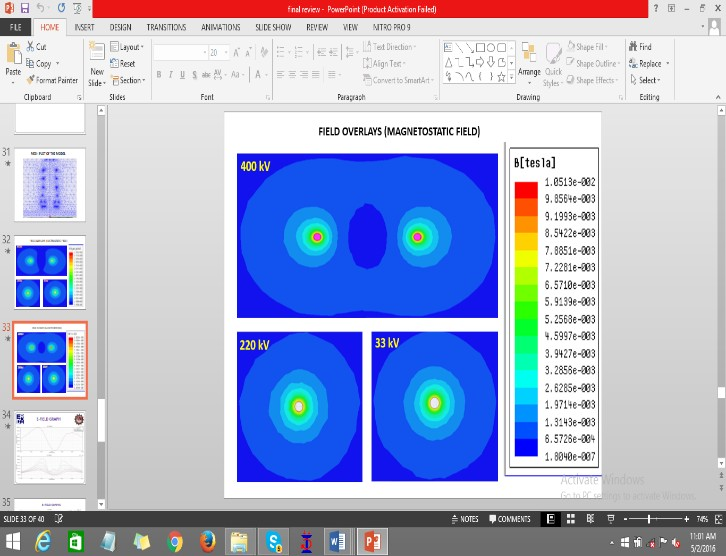 final review - PowerPoint (Product Activation Failed)
FILE HOME INSERT DESIGN TRANSITIONS ANIMATIONS SLIDE SHOW REVIEW VIEW NITRO PRO 9
Cut Layout Text Direction Shape Fill Find
Paste Copy New Slide Reset 20 Align Text Arrange Quick Styles Shape Outline Replace
Format Painter Section B I U S abc AV Aa A Convert to SmartArt Shape Effects Select
Clipboard Slides Font Paragraph Drawing Editing
31
32
33
34
35
FIELD OVERLAYS (MAGNETOSTATIC FIELD)
400 kV
220 kV
33 kV
B[tesla]
1.0513e-002
9.8564e-003
9.1993e-003
8.5422e-003
7.8851e-003
7.2281e-003
6.5710e-003
5.9139e-003
5.2568e-003
4.5997e-003
3.9427e-003
3.2856e-003
2.6285e-003
1.9714e-003
1.3143e-003
6.5726e-004
1.8040e-007
Activate Windows
Go to PC settings to activate Windows.
SLIDE 33 OF 40 NOTES COMMENTS 74%
11:01 AM
5/2/2016